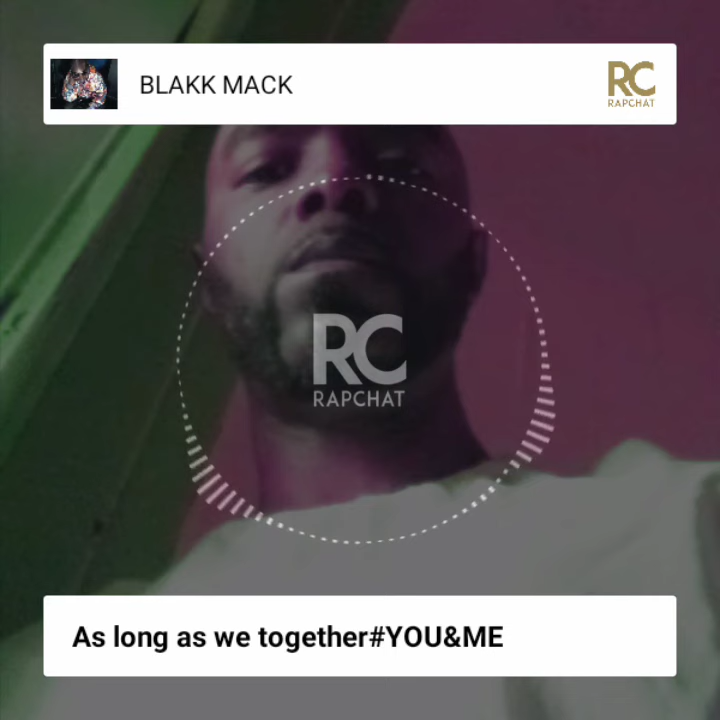 BLAKK MACK
RC
RAPCHAT
RC
RAPCHAT
As long as we together#YOU&ME